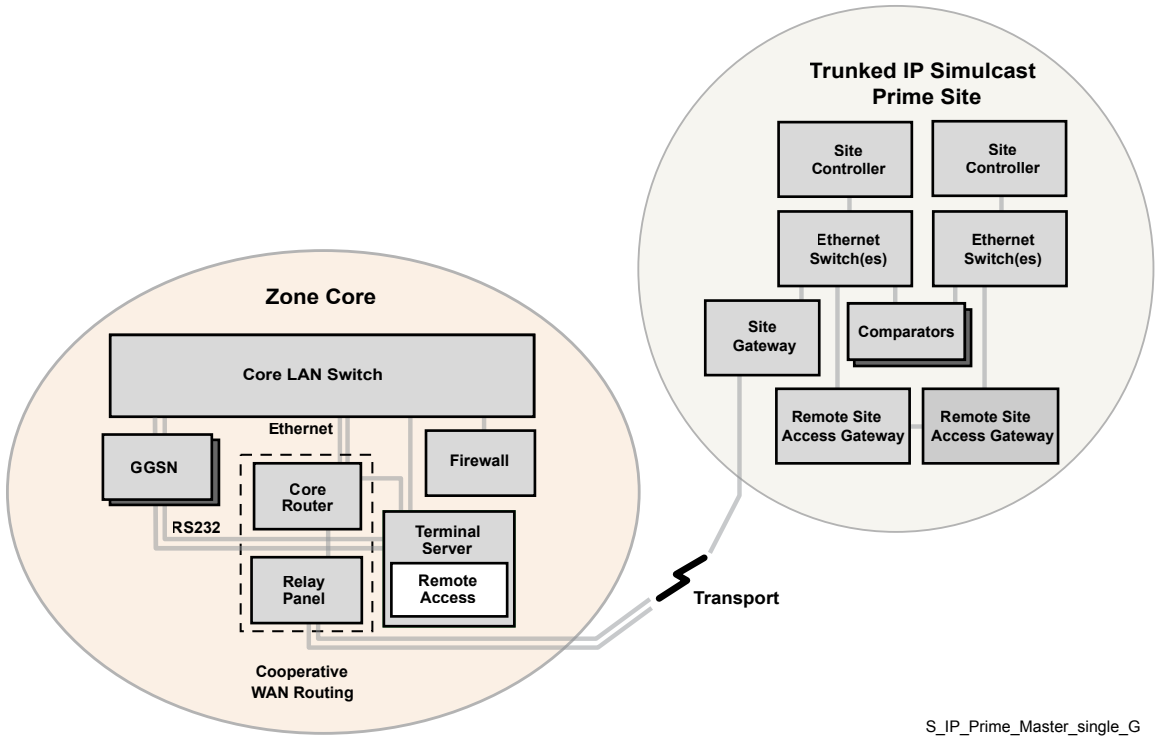 Trunked IP Simulcast
Prime Site
Site
Controller
Site
Controller
Ethernet
Switch(es)
Ethernet
Switch(es)
Site
Gateway
Comparators
Remote Site
Access Gateway
Remote Site
Access Gateway
Zone Core
Core LAN Switch
Ethernet
GGSN
Firewall
Core
Router
RS232
Terminal
Server
Remote
Access
Relay
Panel
Transport
Cooperative
WAN Routing
S_IP_Prime_Master_single_G